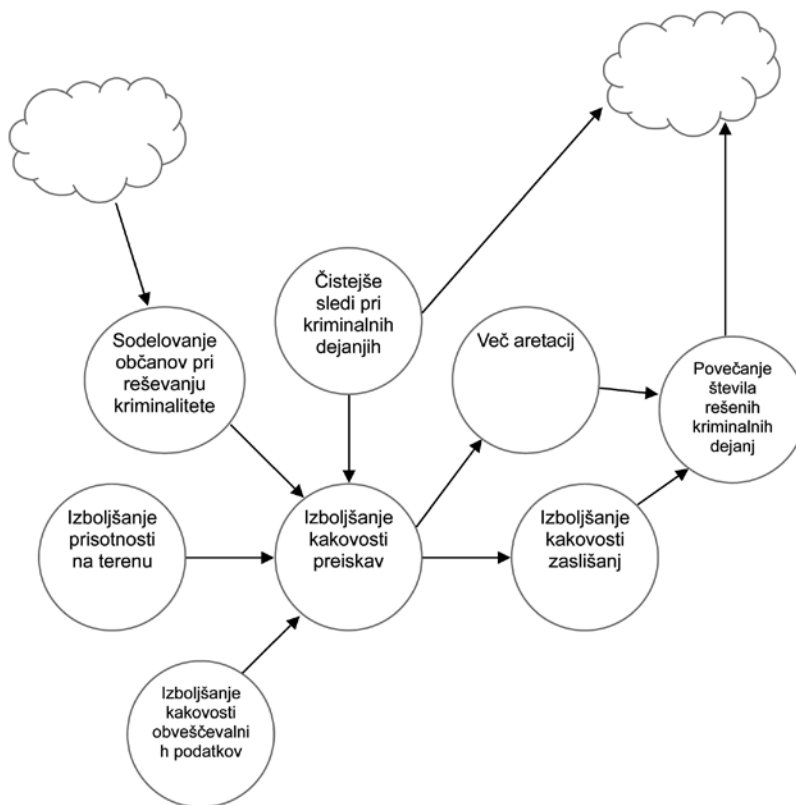 Čistejše
sledi pri
kriminalnih
dejanjih
Sodelovanje
občanov pri
reševanju
kriminalitete
Več aretacij
Povečanje
števila
rešenih
kriminalnih
dejanj
Izboljšanje
prisotnosti
na terenu
Izboljšanje
kakovosti
preiskav
Izboljšanje
kakovosti
zaslišanj
Izboljšanje
kakovosti
obveščevalni
h podatkov